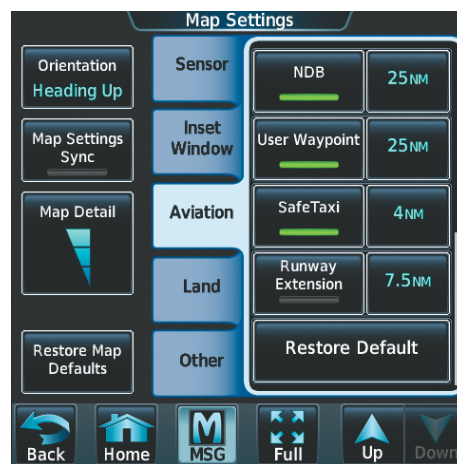 Map Settings
Orientation
Heading Up
Map Settings
Sync
Map Detail
Restore Map
Defaults
Sensor
Inset
Window
Aviation
Land
Other
NDB
25NM
User Waypoint
25NM
SafeTaxi
4NM
Runway
Extension
7.5NM
Restore Default
Back
Home
MSG
Full
Up
Down